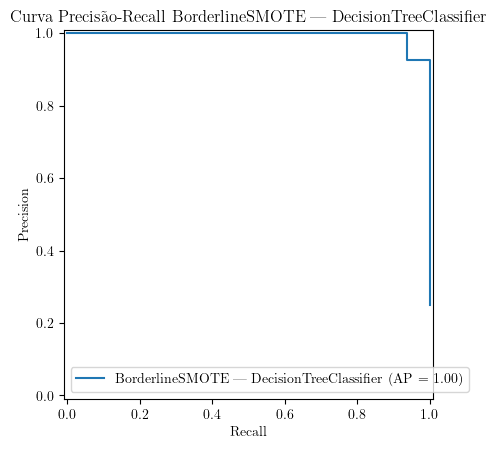 Curva Precisão-Recall BorderlineSMOTE — DecisionTreeClassifier
1.0
0.8
0.6
0.4
0.2
0.0
Precision
BorderlineSMOTE — DecisionTreeClassifier (AP = 1.00)
0.0 0.2 0.4 0.6 0.8 1.0
Recall